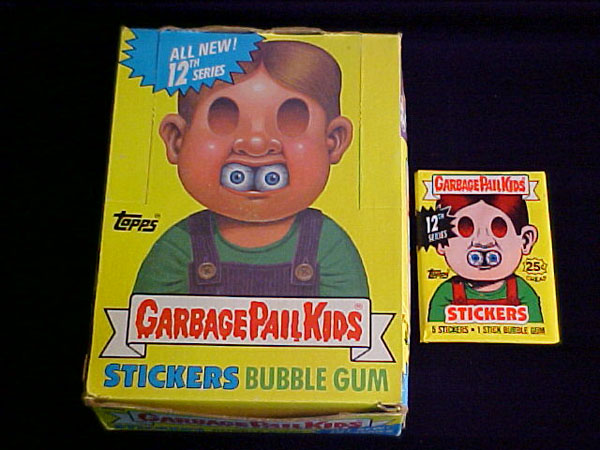 ALL NEW!
12TH
SERIES
topps®
GARBAGE PAIL KIDS®
STICKERS BUBBLE GUM
GARBAGE PAIL KIDS
GARBAGE PAIL KIDS
12TH
SERIES
topps
25¢
CHEAP
STICKERS
5 STICKERS • 1 STICK BUBBLE GUM